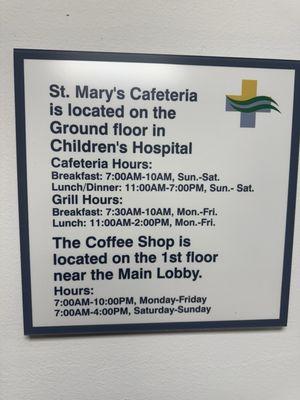 St. Mary's Cafeteria
is located on the
Ground floor in
Children's Hospital
Cafeteria Hours:
Breakfast: 7:00AM-10AM, Sun.-Sat.
Lunch/Dinner: 11:00AM-7:00PM, Sun.- Sat.
Grill Hours:
Breakfast: 7:30AM-10AM, Mon.-Fri.
Lunch: 11:00AM-2:00PM, Mon.-Fri.
The Coffee Shop is
located on the 1st floor
near the Main Lobby.
Hours:
7:00AM-10:00PM, Monday-Friday
7:00AM-4:00PM, Saturday-Sunday